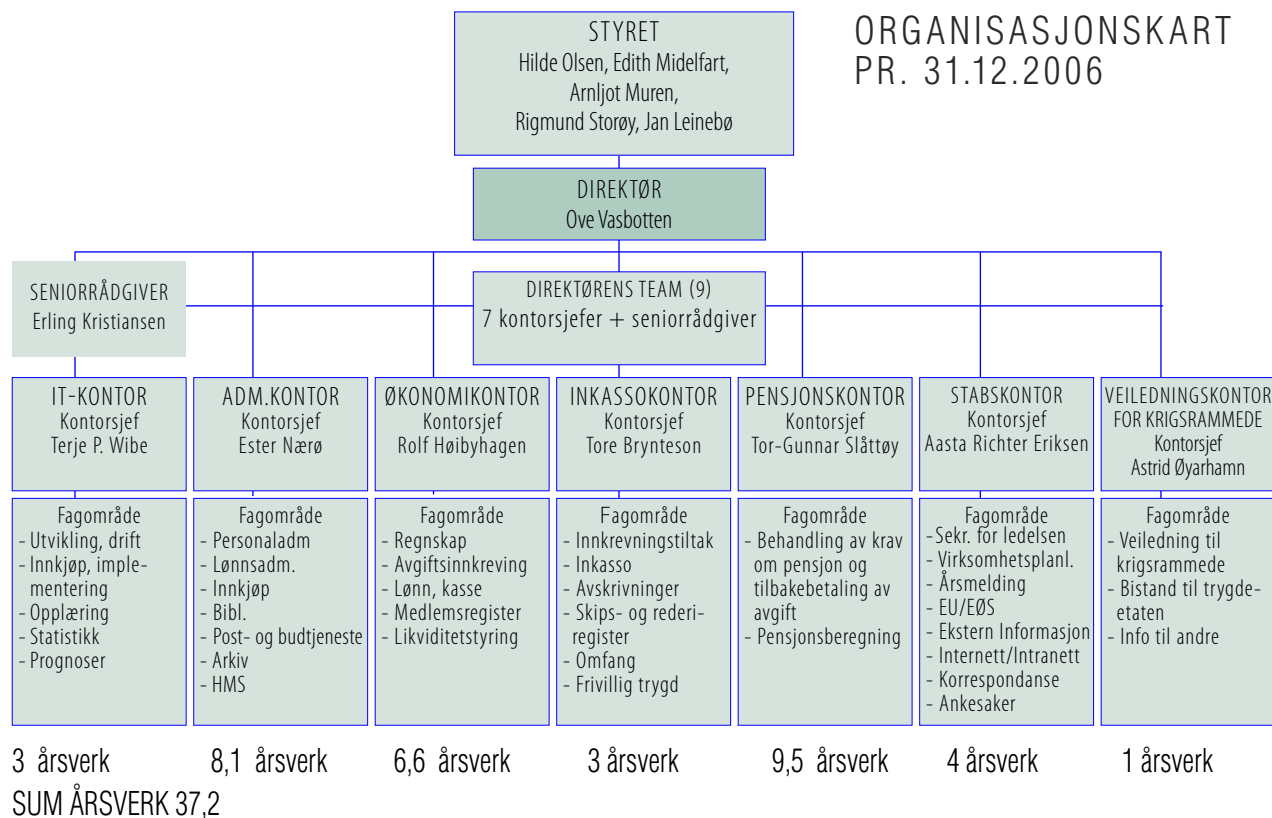 ORGANISASJONSKART
PR. 31.12.2006
STYRET
Hilde Olsen, Edith Midelfart,
Arnljot Muren,
Rigmund Storøy, Jan Leinebø
DIREKTØR
Ove Vasbotten
SENIORRÅDGIVER
Erling Kristiansen
DIREKTØRENS TEAM (9)
7 kontorsjefer + seniorrådgiver
IT-KONTOR
Kontorsjef
Terje P. Wibe
ADM.KONTOR
Kontorsjef
Ester Nærø
ØKONOMIKONTOR
Kontorsjef
Rolf Høibyhagen
INKASSOKONTOR
Kontorsjef
Tore Brynteson
PENSJONSKONTOR
Kontorsjef
Tor-Gunnar Slåttøy
STABSKONTOR
Kontorsjef
Aasta Richter Eriksen
VEILEDNINGSKONTOR
FOR KRIGSRAMMEDE
Kontorsjef
Astrid Øyarhamn
Fagområde
- Utvikling, drift
- Innkjøp, imple-
mentering
- Opplæring
- Statistikk
- Prognoser
Fagområde
- Personaladm
- Lønnsadm.
- Innkjøp
- Bibl.
- Post- og budtjeneste
- Arkiv
- HMS
Fagområde
- Regnskap
- Avgiftsinnkreving
- Lønn, kasse
- Medlemsregister
- Likviditetstyring
Fagområde
- Innkrevningstiltak
- Inkasso
- Avskrivninger
- Skips- og rederi-
register
- Omfang
- Frivillig trygd
Fagområde
- Behandling av krav
om pensjon og
tilbakebetaling av
avgift
- Pensjonsberegning
Fagområde
-Sekr. for ledelsen
- Virksomhetsplanl.
- Årsmelding
- EU/EØS
- Ekstern Informasjon
- Internett/Intranett
- Korrespondanse
- Ankesaker
Fagområde
- Veiledning til
krigsrammede
- Bistand til trygde-
etaten
- Info til andre
3 årsverk
8,1 årsverk
6,6 årsverk
3 årsverk
9,5 årsverk
4 årsverk
1 årsverk
SUM ÅRSVERK 37,2